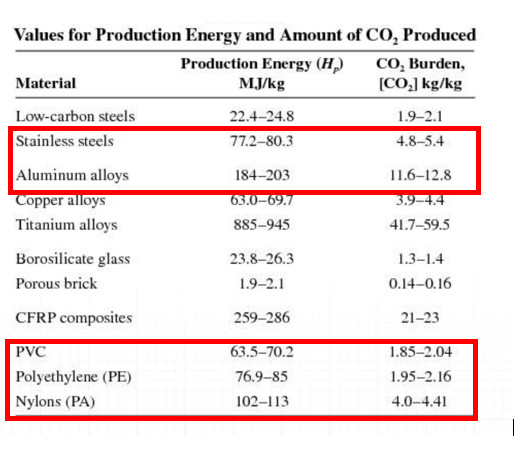 Values for Production Energy and Amount of CO₂ Produced
Production Energy (Hₚ) CO₂ Burden,
Material MJ/kg [CO₂] kg/kg
Low-carbon steels 22.4–24.8 1.9–2.1
Stainless steels 77.2–80.3 4.8–5.4
Aluminum alloys 184–203 11.6–12.8
Copper alloys 63.0–69.7 3.9–4.4
Titanium alloys 885–945 41.7–59.5
Borosilicate glass 23.8–26.3 1.3–1.4
Porous brick 1.9–2.1 0.14–0.16
CFRP composites 259–286 21–23
PVC 63.5–70.2 1.85–2.04
Polyethylene (PE) 76.9–85 1.95–2.16
Nylons (PA) 102–113 4.0–4.41